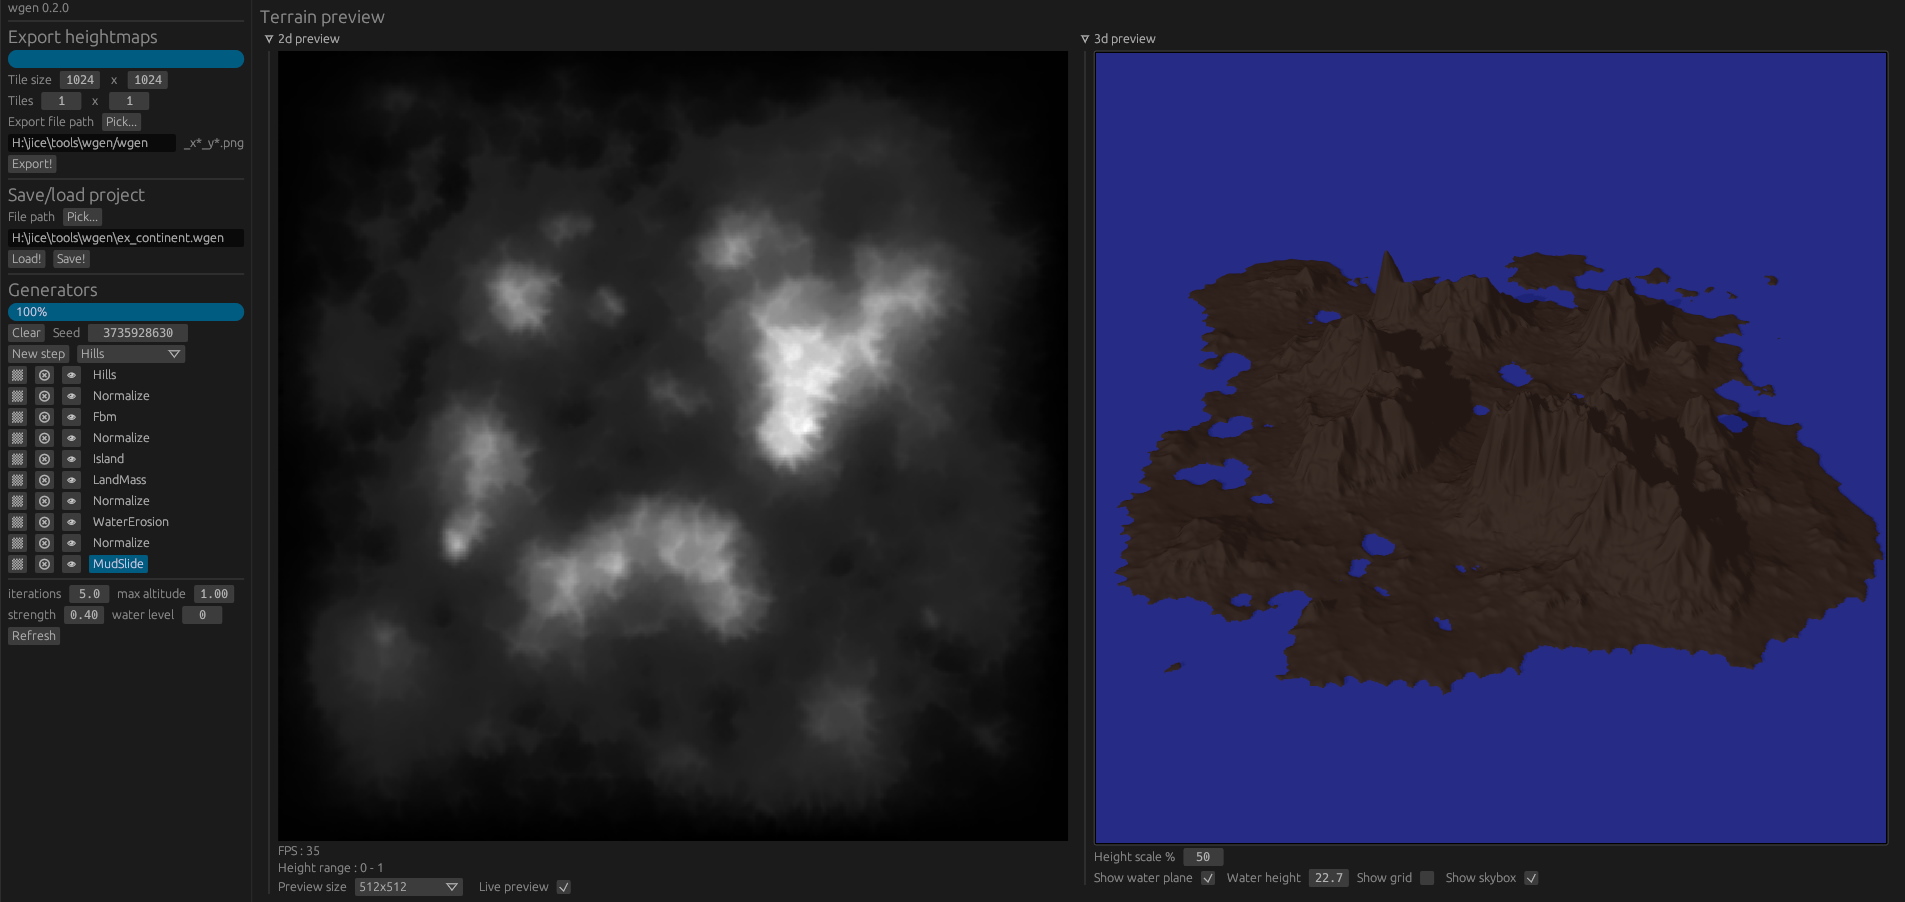 wgen 0.2.0
Export heightmaps
Tile size 1024 x 1024
Tiles 1 x 1
Export file path Pick...
H:\jice\tools\wgen/wgen _x*_y*.png
Export!
Save/load project
File path Pick...
H:\jice\tools\wgen\ex_continent.wgen
Load! Save!
Generators
100%
Clear Seed 3735928630
New step Hills
Hills
Normalize
Fbm
Normalize
Island
LandMass
Normalize
WaterErosion
Normalize
MudSlide
iterations 5.0 max altitude 1.00
strength 0.40 water level 0
Refresh
Terrain preview
2d preview
FPS : 35
Height range : 0 - 1
Preview size 512x512 Live preview
3d preview
Height scale % 50
Show water plane Water height 22.7 Show grid Show skybox